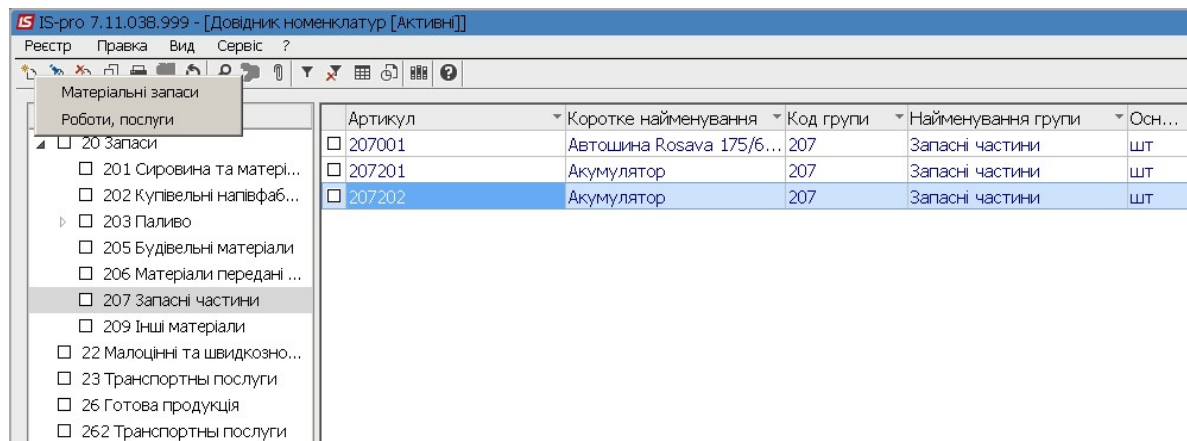 IS IS-pro 7.11.038.999 - [Довідник номенклатур [Активні]]
Реєстр Правка Вид Сервіс ?
Матеріальні запаси
Роботи, послуги
Артикул Коротке найменування Код групи Найменування групи Осн...
20 Запаси
207001 Автошина Rosava 175/6... 207 Запасні частини шт
201 Сировина та матері...
207201 Акумулятор 207 Запасні частини шт
202 Купівельні напівфаб...
207202 Акумулятор 207 Запасні частини шт
203 Паливо
205 Будівельні матеріали
206 Матеріали передані ...
207 Запасні частини
209 Інші матеріали
22 Малоцінні та швидкозно...
23 Транспортны послуги
26 Готова продукція
262 Транспортны послуги